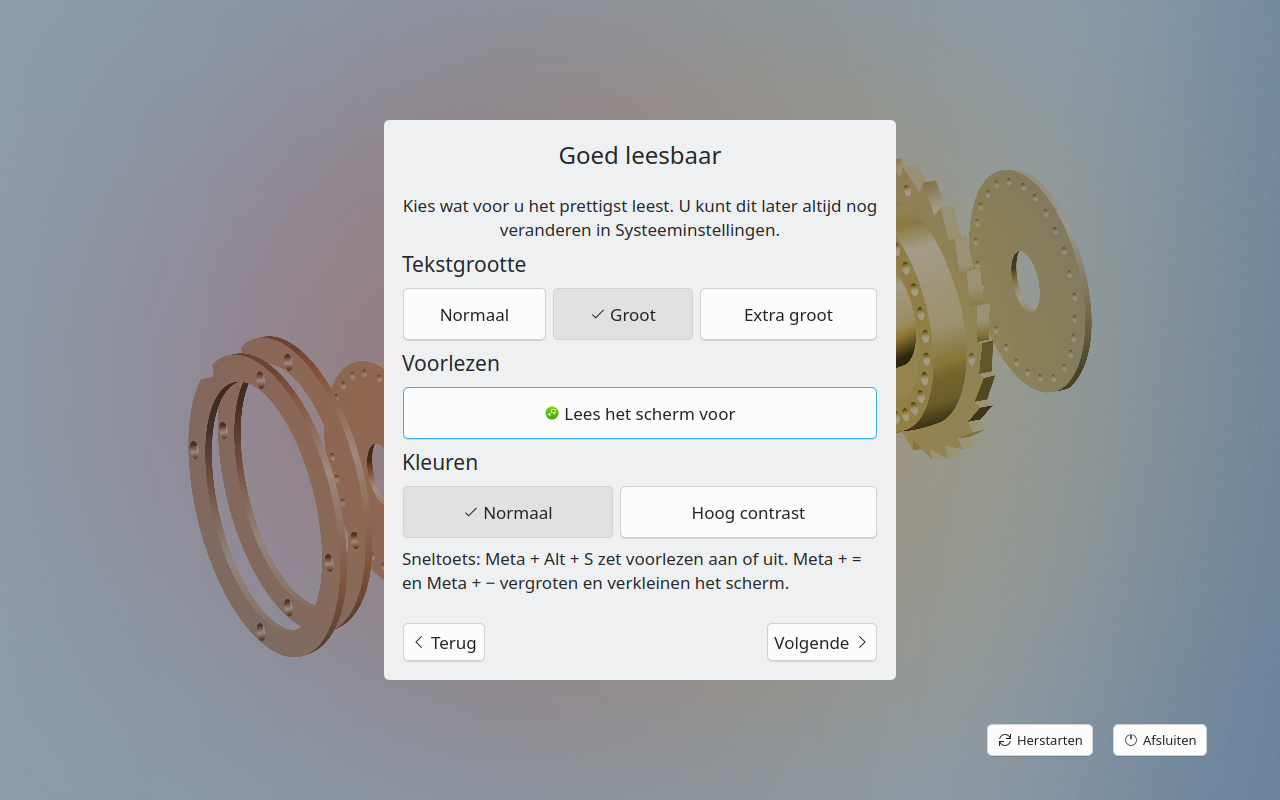 Goed leesbaar
Kies wat voor u het prettigst leest. U kunt dit later altijd nog
veranderen in Systeeminstellingen.
Tekstgrootte
Normaal
Groot
Extra groot
Voorlezen
Lees het scherm voor
Kleuren
Normaal
Hoog contrast
Sneltoets: Meta + Alt + S zet voorlezen aan of uit. Meta + =
en Meta + − vergroten en verkleinen het scherm.
Terug
Volgende
Herstarten
Afsluiten